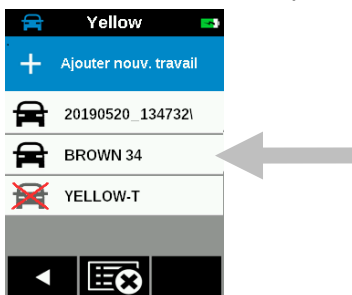 Yellow
Ajouter nouv. travail
20190520_134732\
BROWN 34
YELLOW-T